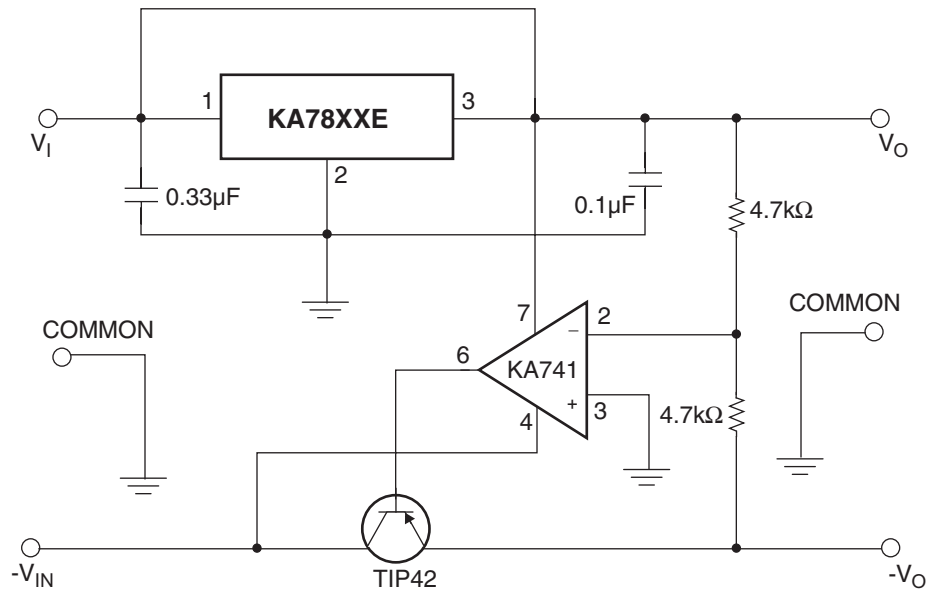 1
KA78XXE
3
V_I
V_O
2
0.33µF
0.1µF
4.7kΩ
COMMON
COMMON
7
2
−
6
KA741
+
3
4
4.7kΩ
-V_IN
TIP42
-V_O